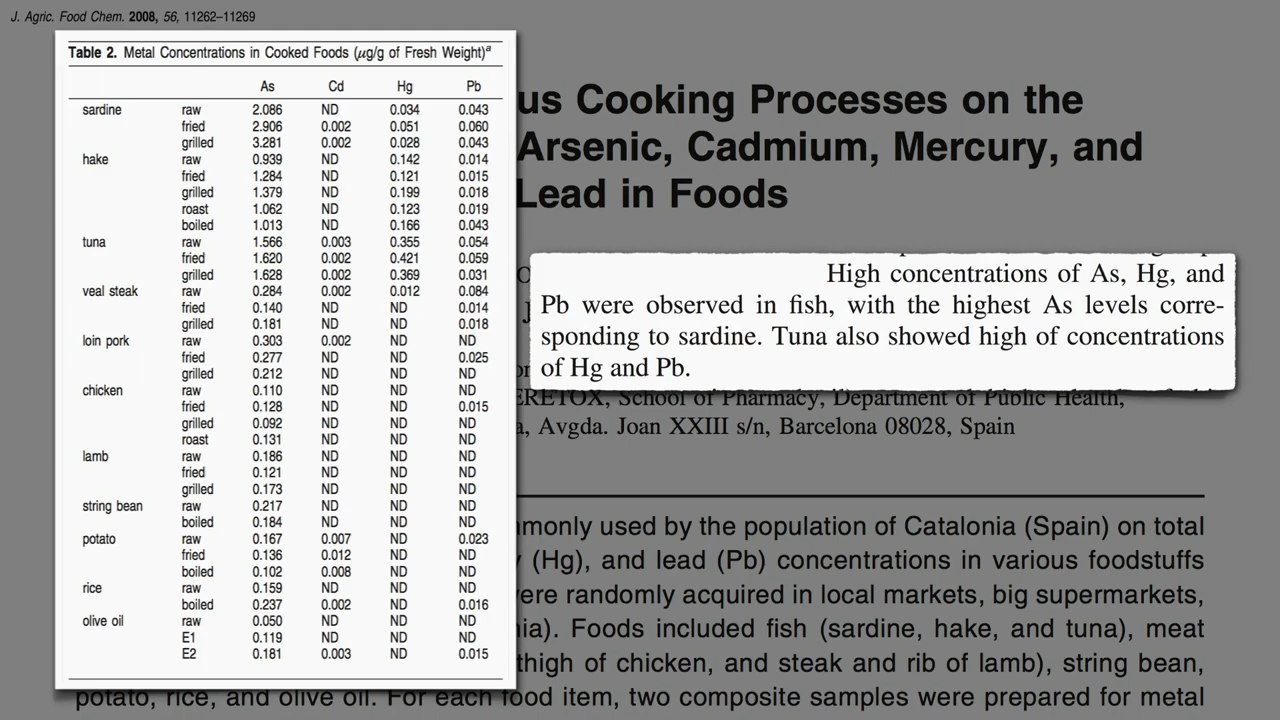 J. Agric. Food Chem. 2008, 56, 11262–11269
Table 2. Metal Concentrations in Cooked Foods (μg/g of Fresh Weight)a
As Cd Hg Pb
sardine raw 2.086 ND 0.034 0.043
fried 2.906 0.002 0.051 0.060
grilled 3.281 0.002 0.028 0.043
hake raw 0.939 ND 0.142 0.014
fried 1.284 ND 0.121 0.015
grilled 1.379 ND 0.199 0.018
roast 1.062 ND 0.123 0.019
boiled 1.013 ND 0.166 0.043
tuna raw 1.566 0.003 0.355 0.054
fried 1.620 0.002 0.421 0.059
grilled 1.628 0.002 0.369 0.031
veal steak raw 0.284 0.002 0.012 0.084
fried 0.140 ND ND 0.014
grilled 0.181 ND ND 0.018
loin pork raw 0.303 0.002 ND ND
fried 0.277 ND ND 0.025
grilled 0.212 ND ND ND
chicken raw 0.110 ND ND ND
fried 0.128 ND ND 0.015
grilled 0.092 ND ND ND
roast 0.131 ND ND ND
lamb raw 0.186 ND ND ND
fried 0.121 ND ND ND
grilled 0.173 ND ND ND
string bean raw 0.217 ND ND ND
boiled 0.184 ND ND ND
potato raw 0.167 0.007 ND 0.023
fried 0.136 0.012 ND ND
boiled 0.102 0.008 ND ND
rice raw 0.159 ND ND ND
boiled 0.237 0.002 ND 0.016
olive oil raw 0.050 ND ND ND
E1 0.119 ND ND ND
E2 0.181 0.003 ND 0.015
us Cooking Processes on the
Arsenic, Cadmium, Mercury, and
Lead in Foods
High concentrations of As, Hg, and
Pb were observed in fish, with the highest As levels corre-
sponding to sardine. Tuna also showed high of concentrations
of Hg and Pb.
School of Pharmacy, Department of Public Health,
Avgda. Joan XXIII s/n, Barcelona 08028, Spain
mmonly used by the population of Catalonia (Spain) on total
(Hg), and lead (Pb) concentrations in various foodstuffs
ere randomly acquired in local markets, big supermarkets,
nia). Foods included fish (sardine, hake, and tuna), meat
thigh of chicken, and steak and rib of lamb), string bean,
potato, rice, and olive oil. For each food item, two composite samples were prepared for metal